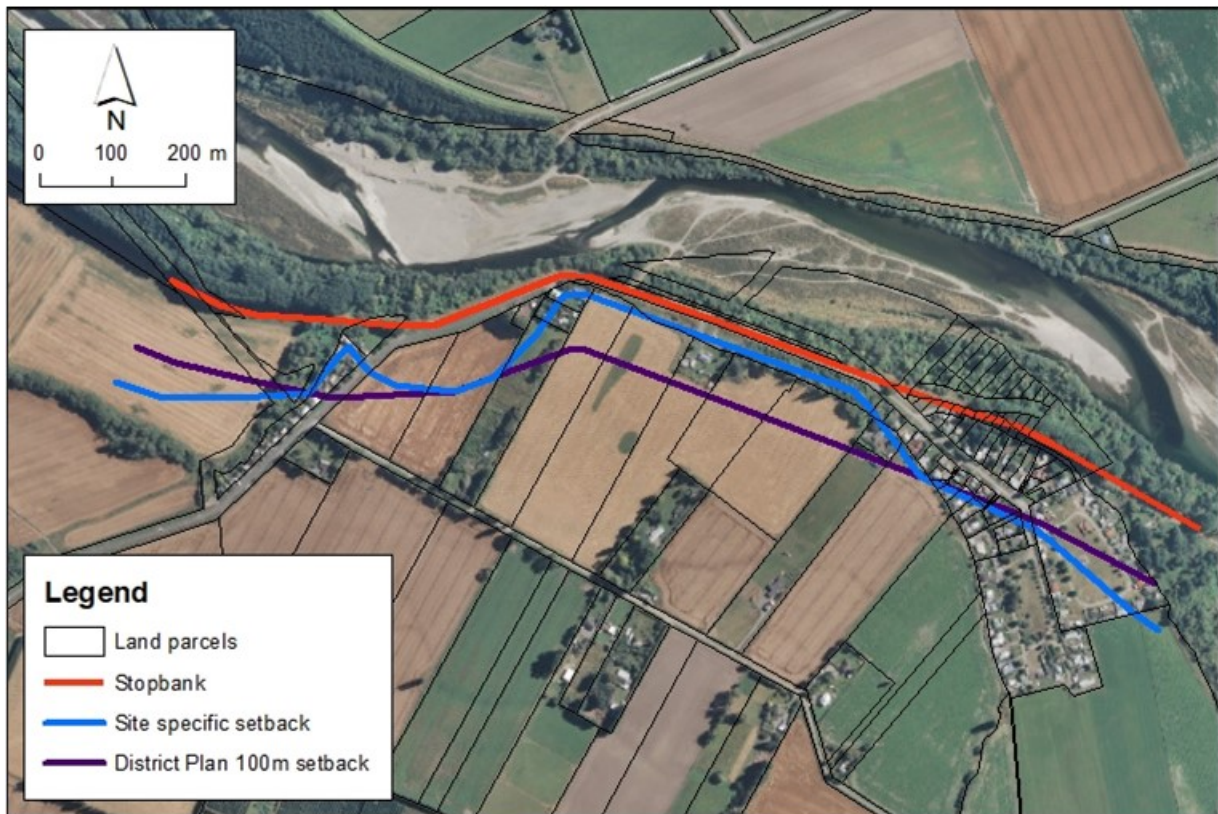 N
0 100 200 m
Legend
Land parcels
Stopbank
Site specific setback
District Plan 100m setback